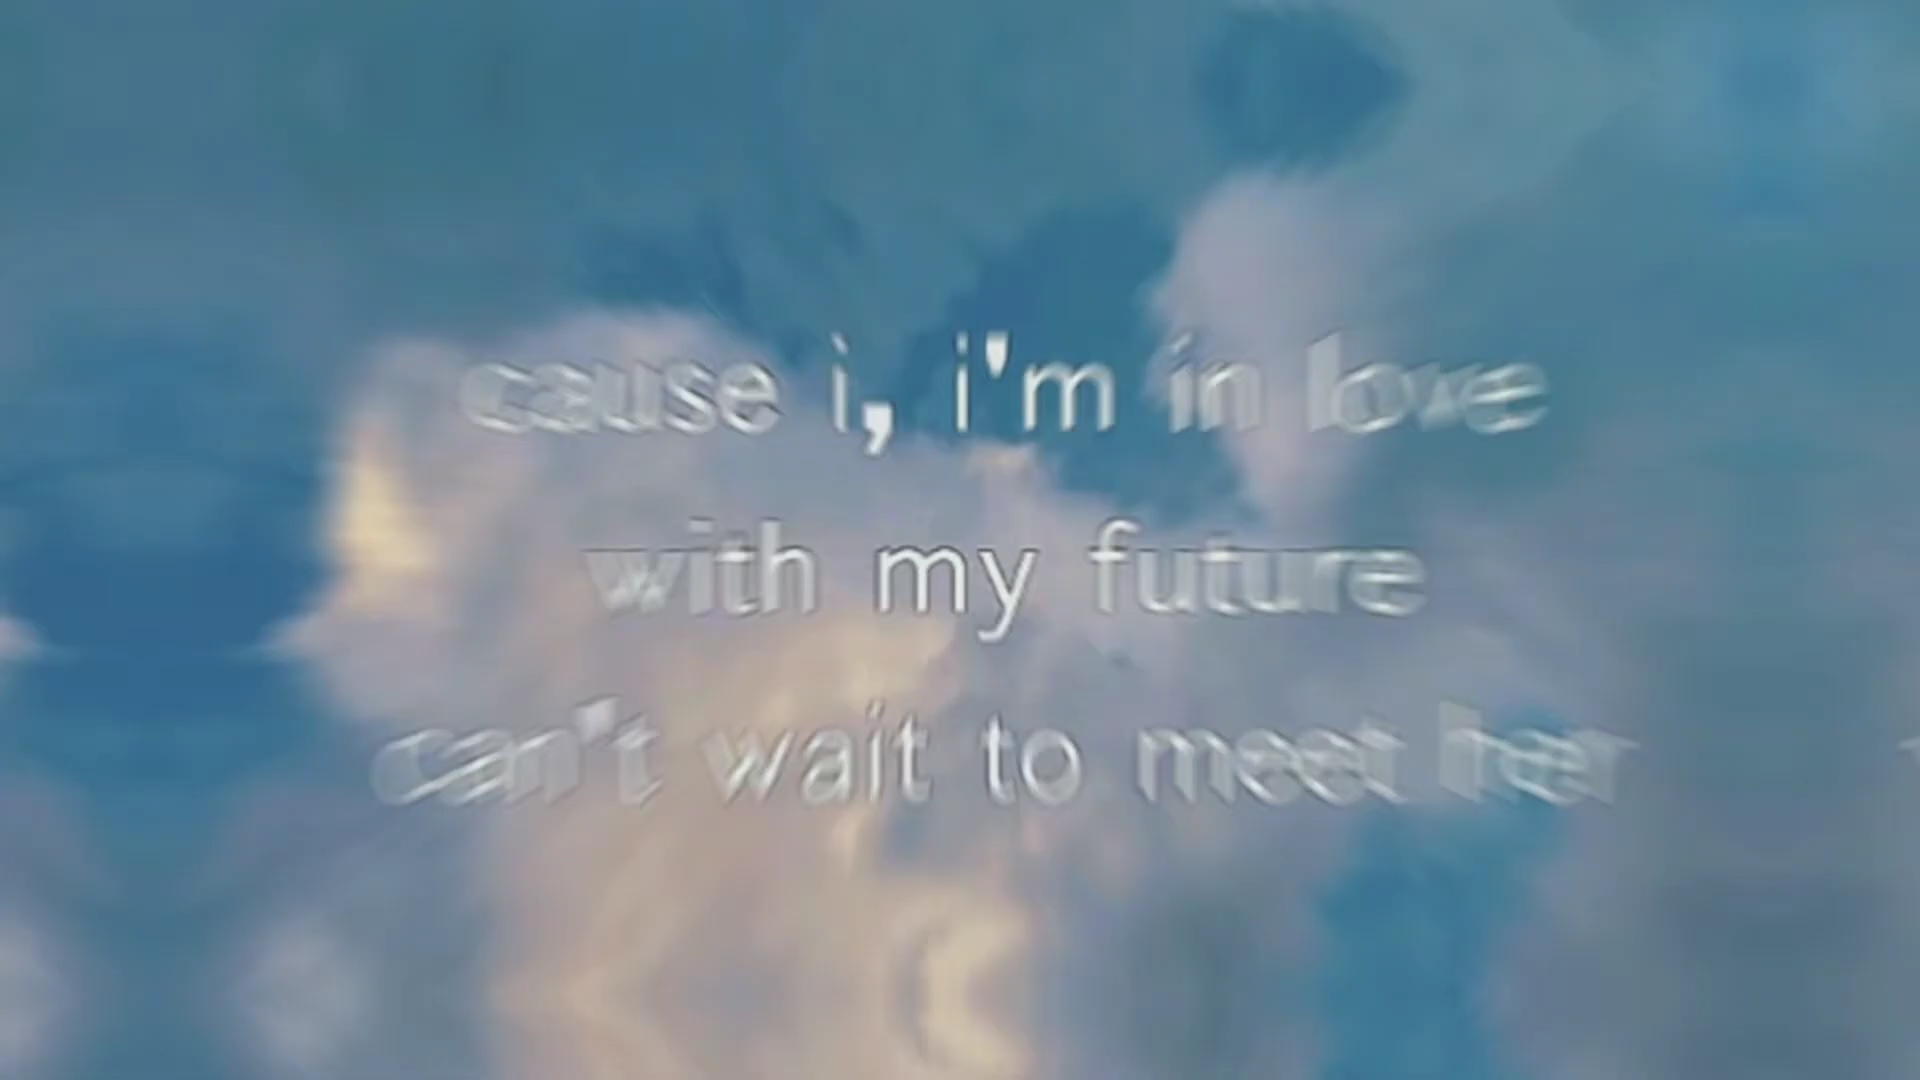 cause i, i'm in love
with my future
can't wait to meet her